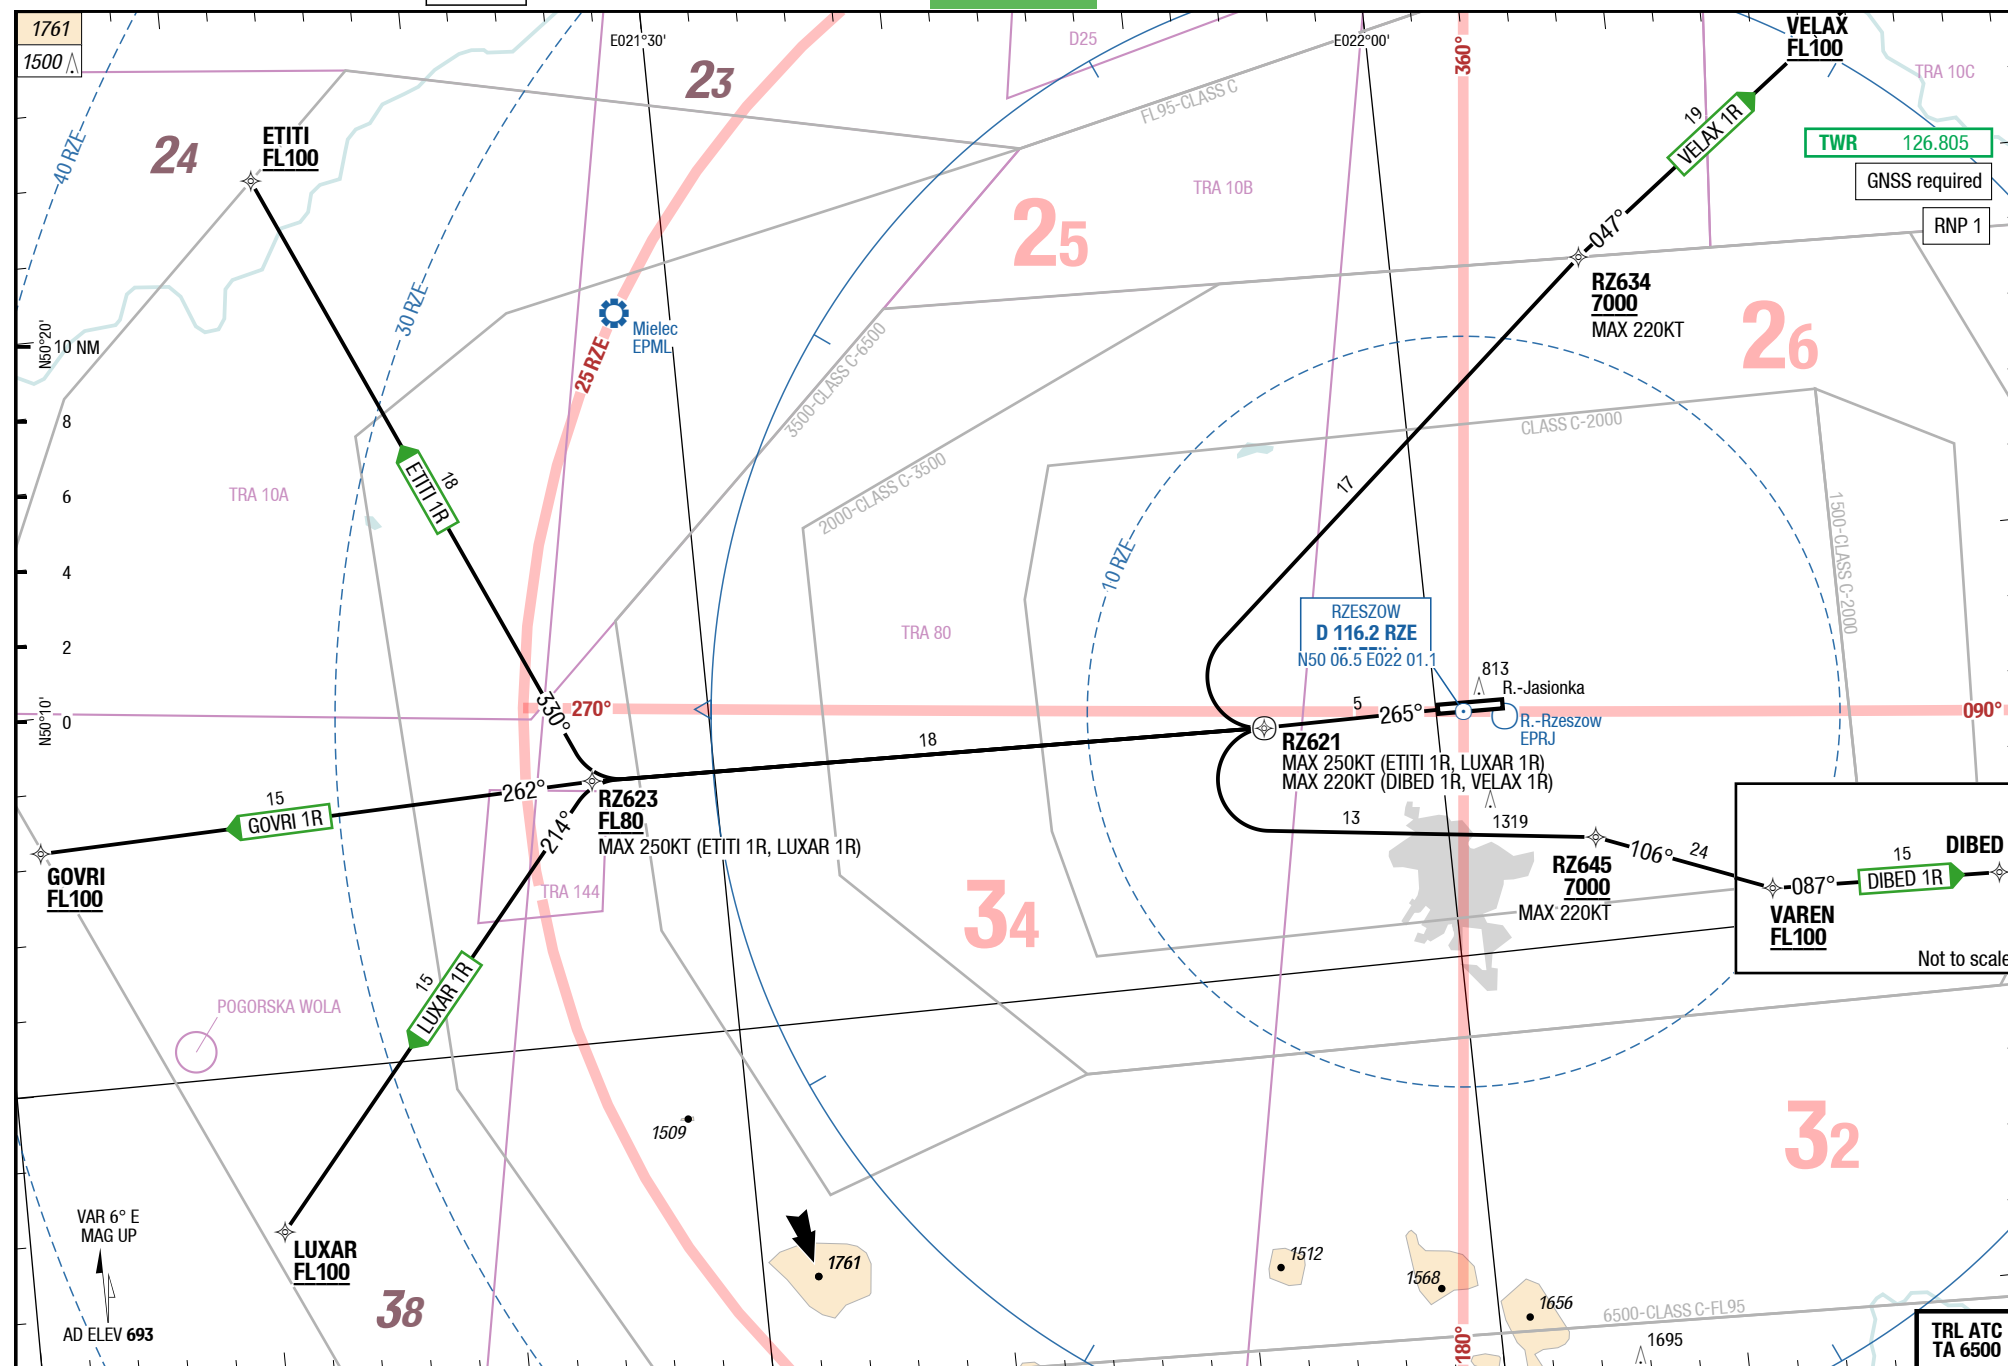 1761
1500
E021°30'
E022°00'
360°
VELAX
FL100
D25
23
TRA 10C
FL95-CLASS C
19
VELAX 1R
40 RZE
24
ETITI
FL100
TWR 126.805
GNSS required
RNP 1
TRA 10B
25
047°
30 RZE
RZ634
7000
MAX 220KT
26
N50°20'
10 NM
Mielec
EPML
25 RZE
3500-CLASS C-6500
8
CLASS C-2000
18
ETITI 1R
TRA 10A
6
17
2000-CLASS C-3500
1500-CLASS C-2000
4
10 RZE
2
TRA 80
RZESZOW
D 116.2 RZE
N50 06.5 E022 01.1
813
R.-Jasionka
N50°10'
0
330°
270°
5
265°
R.-Rzeszow
EPRJ
090°
18
RZ621
MAX 250KT (ETITI 1R, LUXAR 1R)
MAX 220KT (DIBED 1R, VELAX 1R)
15
GOVRI 1R
262°
RZ623
FL80
MAX 250KT (ETITI 1R, LUXAR 1R)
214°
13
1319
GOVRI
FL100
RZ645
7000
MAX 220KT
106°
24
DIBED
15
DIBED 1R
087°
VAREN
FL100
Not to scale
TRA 144
34
15
LUXAR 1R
POGORSKA WOLA
1509
32
VAR 6° E
MAG UP
LUXAR
FL100
1761
1512
1568
1656
38
6500-CLASS C-FL95
AD ELEV 693
180°
1695
TRL ATC
TA 6500